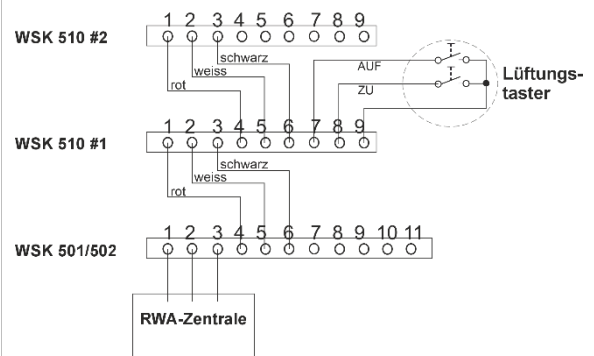 WSK 510 #2
1 2 3 4 5 6 7 8 9
schwarz
weiss
rot
AUF
ZU
Lüftungs-
taster
WSK 510 #1
1 2 3 4 5 6 7 8 9
schwarz
weiss
rot
WSK 501/502
1 2 3 4 5 6 7 8 9 10 11
RWA-Zentrale